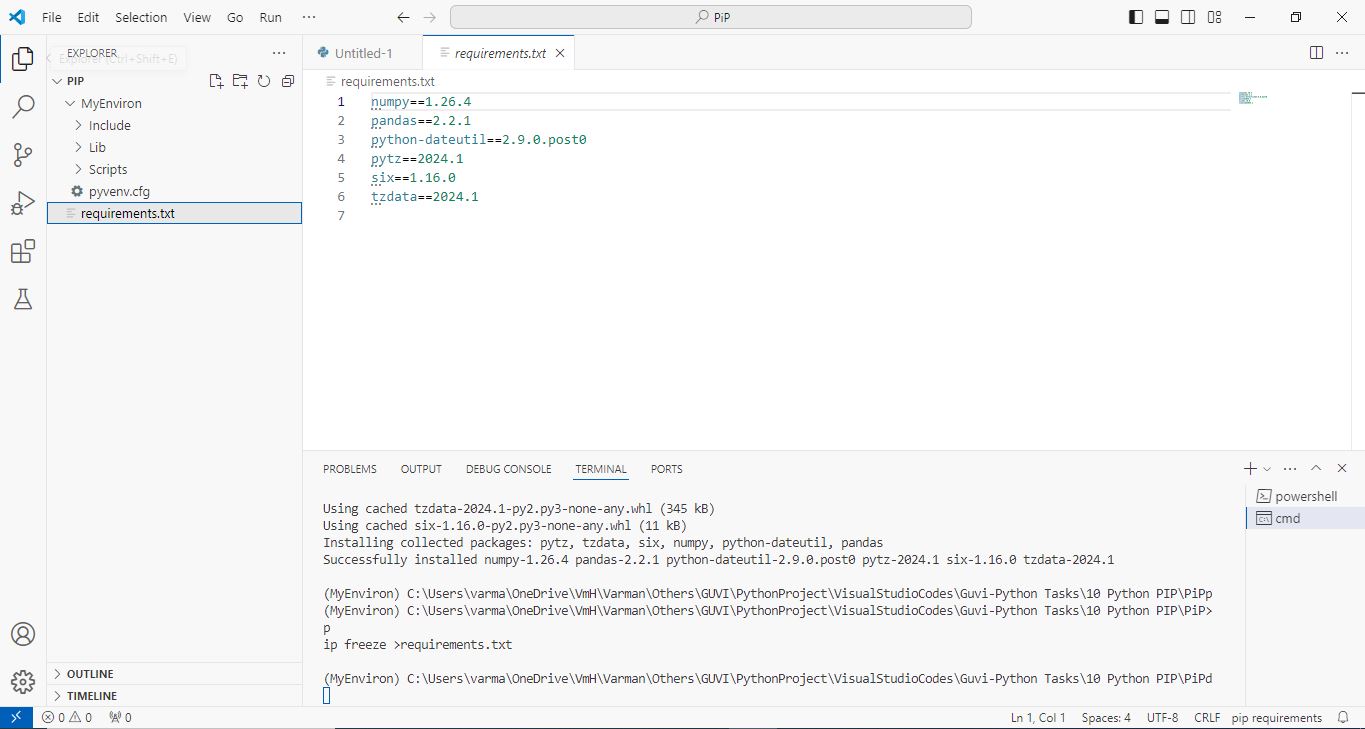 File Edit Selection View Go Run ···
PiP
EXPLORER
Explorer (Ctrl+Shift+E)
PIP
MyEnviron
Include
Lib
Scripts
pyvenv.cfg
requirements.txt
OUTLINE
TIMELINE
Untitled-1
requirements.txt
requirements.txt
1 numpy==1.26.4
2 pandas==2.2.1
3 python-dateutil==2.9.0.post0
4 pytz==2024.1
5 six==1.16.0
6 tzdata==2024.1
7
PROBLEMS OUTPUT DEBUG CONSOLE TERMINAL PORTS
Using cached tzdata-2024.1-py2.py3-none-any.whl (345 kB)
Using cached six-1.16.0-py2.py3-none-any.whl (11 kB)
Installing collected packages: pytz, tzdata, six, numpy, python-dateutil, pandas
Successfully installed numpy-1.26.4 pandas-2.2.1 python-dateutil-2.9.0.post0 pytz-2024.1 six-1.16.0 tzdata-2024.1
(MyEnviron) C:\Users\varma\OneDrive\VmH\Varman\Others\GUVI\PythonProject\VisualStudioCodes\Guvi-Python Tasks\10 Python PIP\PiPp
(MyEnviron) C:\Users\varma\OneDrive\VmH\Varman\Others\GUVI\PythonProject\VisualStudioCodes\Guvi-Python Tasks\10 Python PIP\PiP>
p
ip freeze >requirements.txt
(MyEnviron) C:\Users\varma\OneDrive\VmH\Varman\Others\GUVI\PythonProject\VisualStudioCodes\Guvi-Python Tasks\10 Python PIP\PiPd
powershell
cmd
0 0 0
Ln 1, Col 1 Spaces: 4 UTF-8 CRLF pip requirements